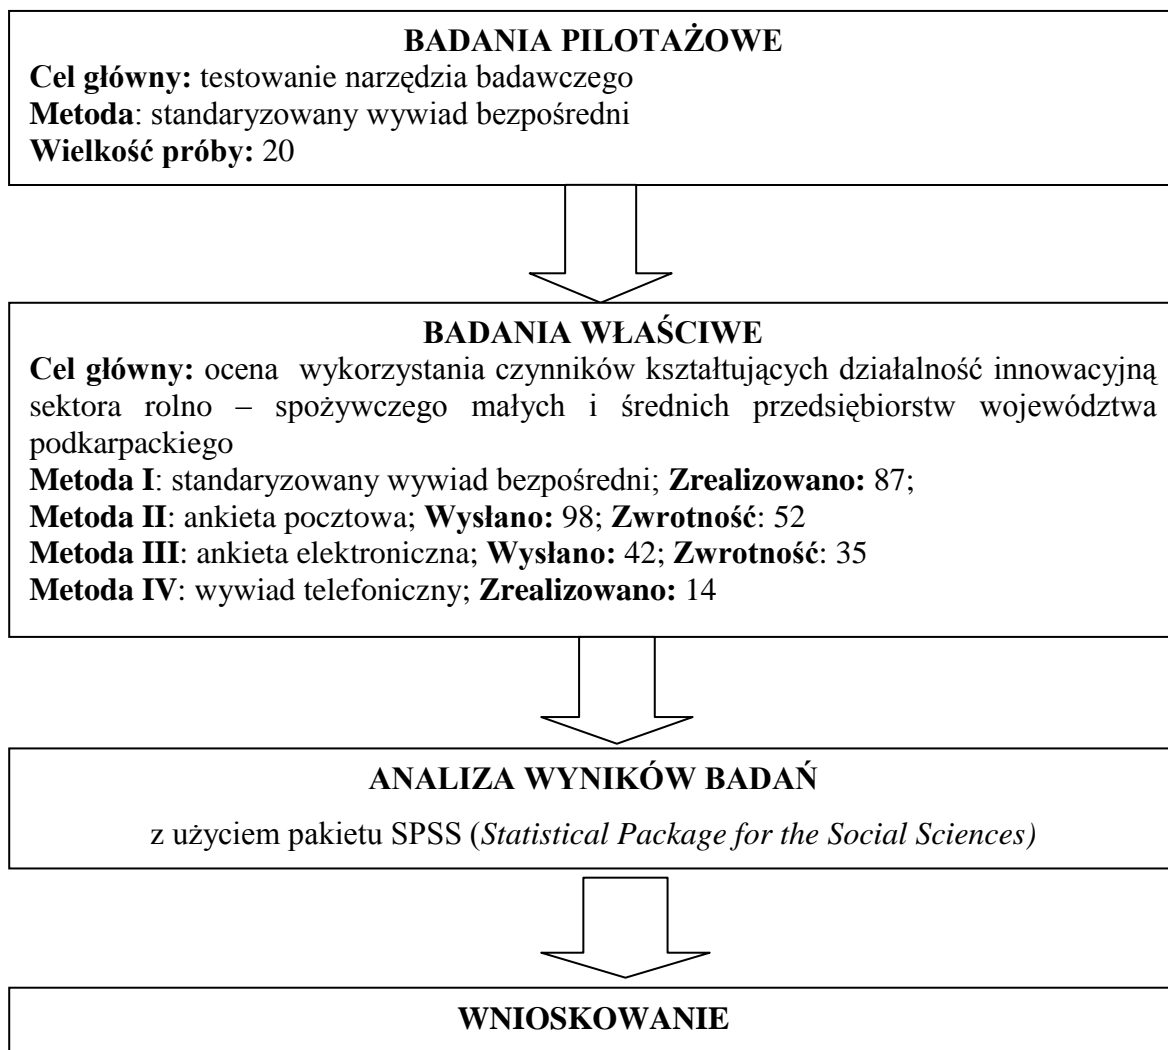 BADANIA PILOTAŻOWE
Cel główny: testowanie narzędzia badawczego
Metoda: standaryzowany wywiad bezpośredni
Wielkość próby: 20
BADANIA WŁAŚCIWE
Cel główny: ocena wykorzystania czynników kształtujących działalność innowacyjną
sektora rolno – spożywczego małych i średnich przedsiębiorstw województwa
podkarpackiego
Metoda I: standaryzowany wywiad bezpośredni; Zrealizowano: 87;
Metoda II: ankieta pocztowa; Wysłano: 98; Zwrotność: 52
Metoda III: ankieta elektroniczna; Wysłano: 42; Zwrotność: 35
Metoda IV: wywiad telefoniczny; Zrealizowano: 14
ANALIZA WYNIKÓW BADAŃ
z użyciem pakietu SPSS (Statistical Package for the Social Sciences)
WNIOSKOWANIE